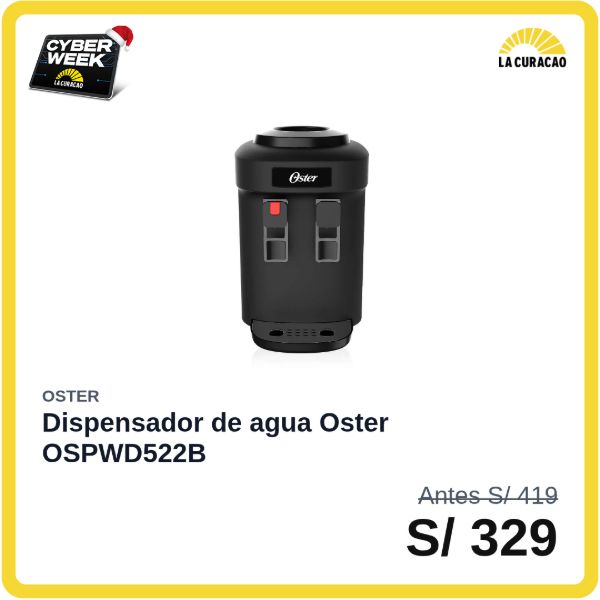 CYBER
WEEK
LA CURACAO
LA CURACAO
Oster
OSTER
Dispensador de agua Oster
OSPWD522B
Antes S/ 419
S/ 329